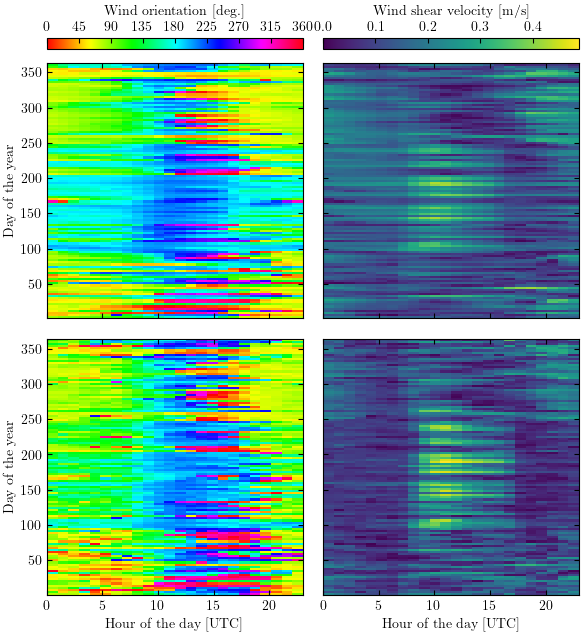 Wind orientation [deg.] Wind shear velocity [m/s]
0 45 90 135 180 225 270 315 360 0.0 0.1 0.2 0.3 0.4
350
300
250
200
150
100
50
Day of the year
350
300
250
200
150
100
50
Day of the year
0 5 10 15 20 0 5 10 15 20
Hour of the day [UTC] Hour of the day [UTC]